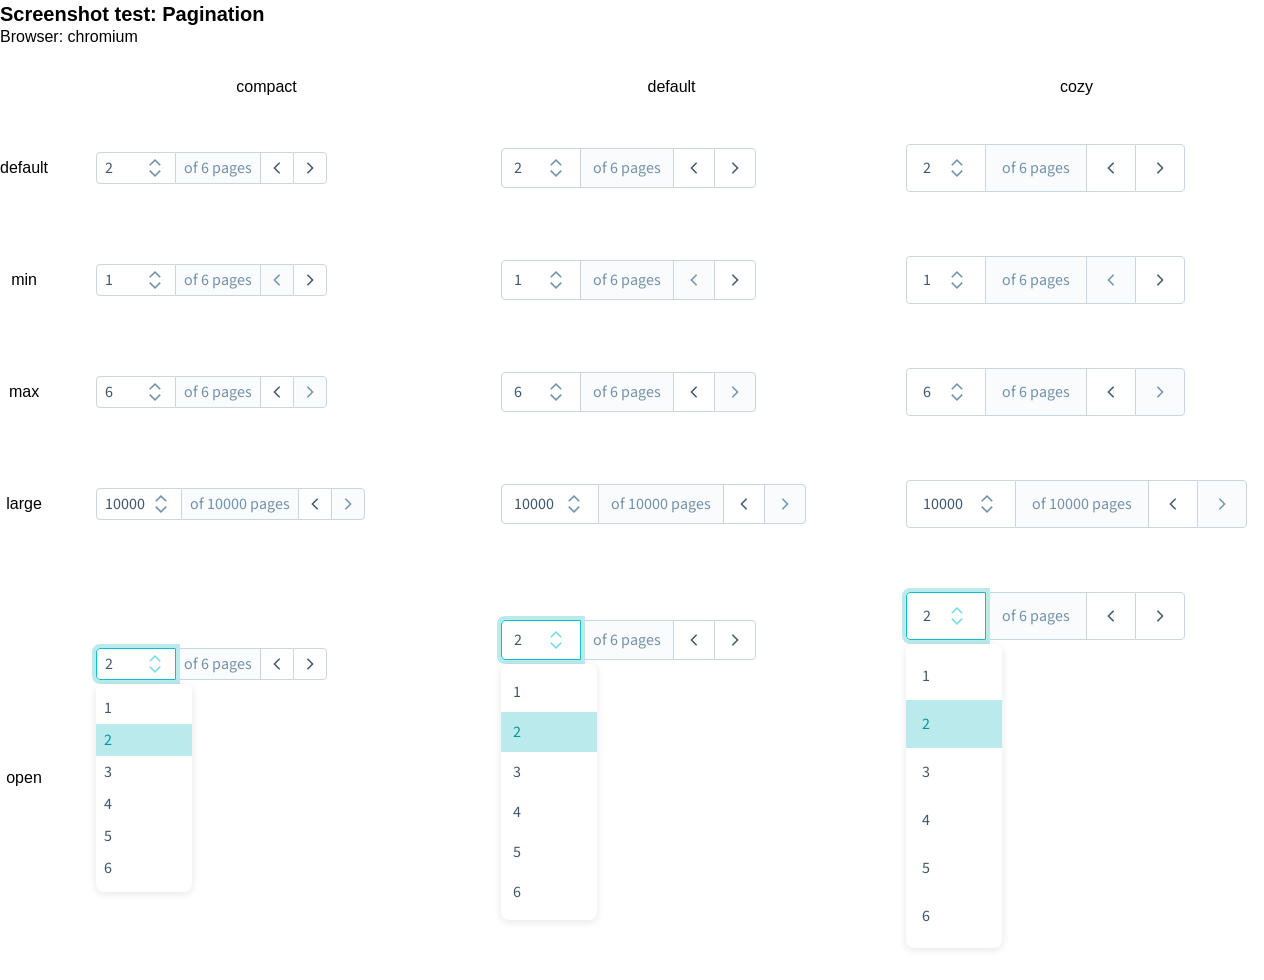 Screenshot test: Pagination
Browser: chromium
compact default cozy
default 2 of 6 pages 2 of 6 pages 2 of 6 pages
min 1 of 6 pages 1 of 6 pages 1 of 6 pages
max 6 of 6 pages 6 of 6 pages 6 of 6 pages
large 10000 of 10000 pages 10000 of 10000 pages 10000 of 10000 pages
open
2 of 6 pages
1
2
3
4
5
6
2 of 6 pages
1
2
3
4
5
6
2 of 6 pages
1
2
3
4
5
6